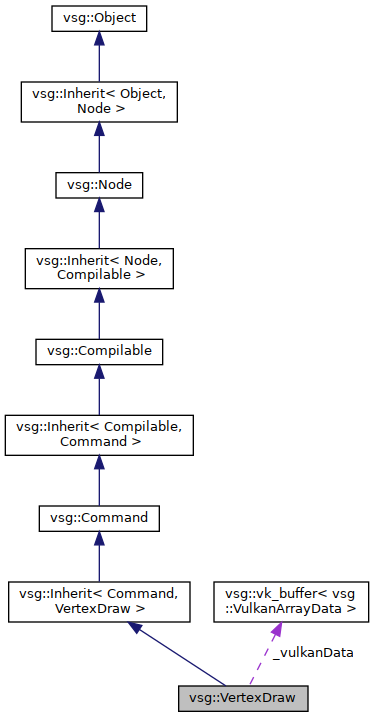 vsg::Object
vsg::Inherit< Object,
Node >
vsg::Node
vsg::Inherit< Node,
Compilable >
vsg::Compilable
vsg::Inherit< Compilable,
Command >
vsg::Command
vsg::Inherit< Command,
VertexDraw >
vsg::vk_buffer< vsg
::VulkanArrayData >
_vulkanData
vsg::VertexDraw